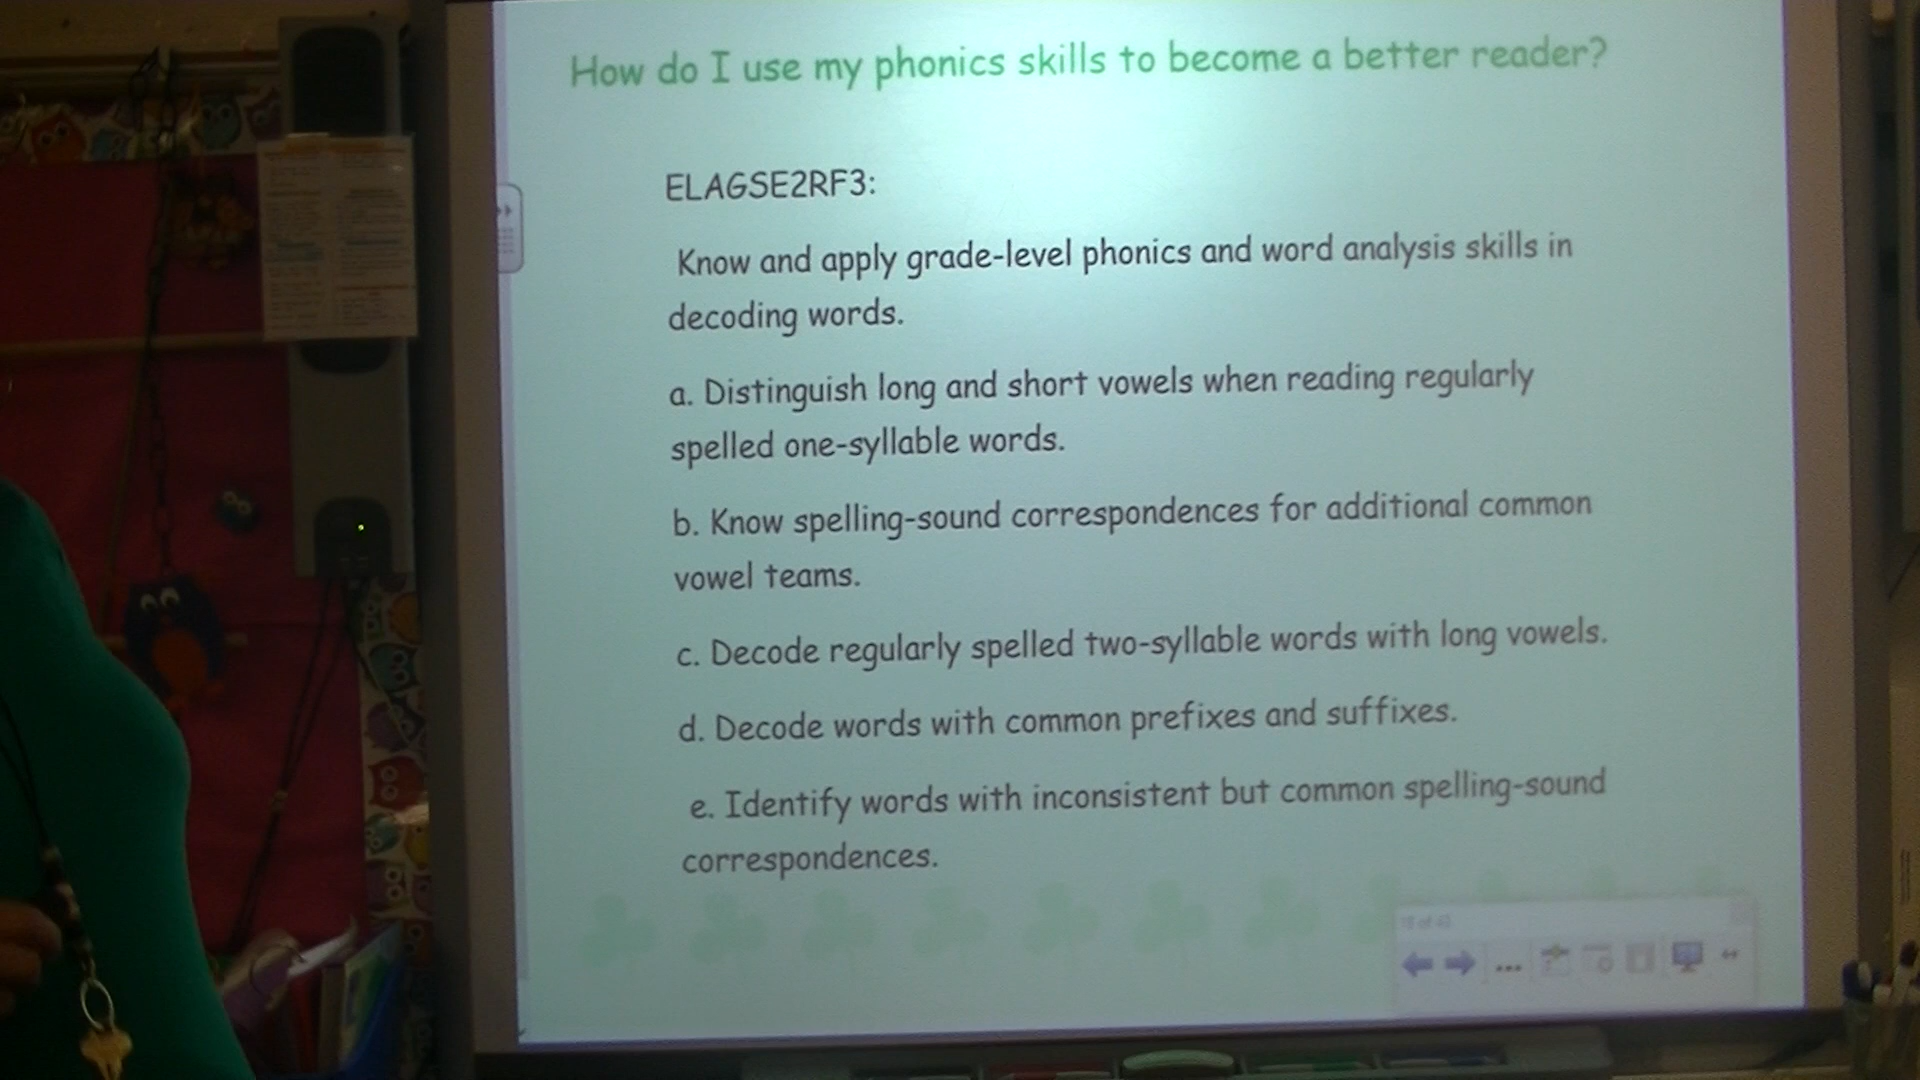 How do I use my phonics skills to become a better reader?
ELAGSE2RF3:
Know and apply grade-level phonics and word analysis skills in
decoding words.
a. Distinguish long and short vowels when reading regularly
spelled one-syllable words.
b. Know spelling-sound correspondences for additional common
vowel teams.
c. Decode regularly spelled two-syllable words with long vowels.
d. Decode words with common prefixes and suffixes.
e. Identify words with inconsistent but common spelling-sound
correspondences.